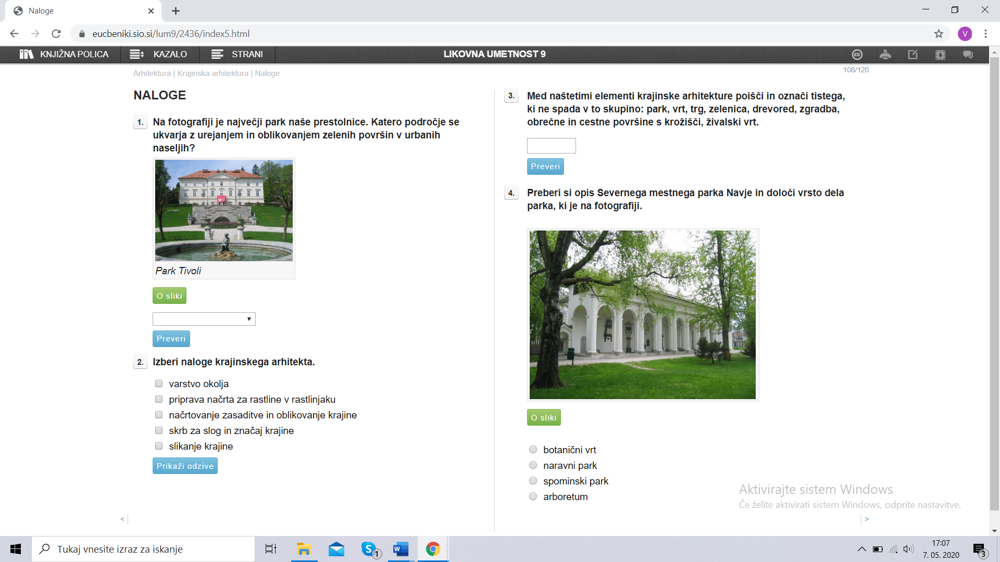 Naloge
eucbeniki.sio.si/lum9/2436/index5.html
V
KNJIŽNA POLICA
KAZALO
STRANI
LIKOVNA UMETNOST 9
cc
Arhitektura | Krajinska arhitektura | Naloge
108/120
NALOGE
1.
Na fotografiji je največji park naše prestolnice. Katero področje se
ukvarja z urejanjem in oblikovanjem zelenih površin v urbanih
naseljih?
Park Tivoli
O sliki
Preveri
2.
Izberi naloge krajinskega arhitekta.
varstvo okolja
priprava načrta za rastline v rastlinjaku
načrtovanje zasaditve in oblikovanje krajine
skrb za slog in značaj krajine
slikanje krajine
Prikaži odzive
<
3.
Med naštetimi elementi krajinske arhitekture poišči in označi tistega,
ki ne spada v to skupino: park, vrt, trg, zelenica, drevored, zgradba,
obrečne in cestne površine s krožišči, živalski vrt.
Preveri
4.
Preberi si opis Severnega mestnega parka Navje in določi vrsto dela
parka, ki je na fotografiji.
O sliki
botanični vrt
naravni park
spominski park
arboretum
Aktivirajte sistem Windows
Če želite aktivirati sistem Windows, odprite nastavitve.
>
Tukaj vnesite izraz za iskanje
S
1
W
17:07
7. 05. 2020
3